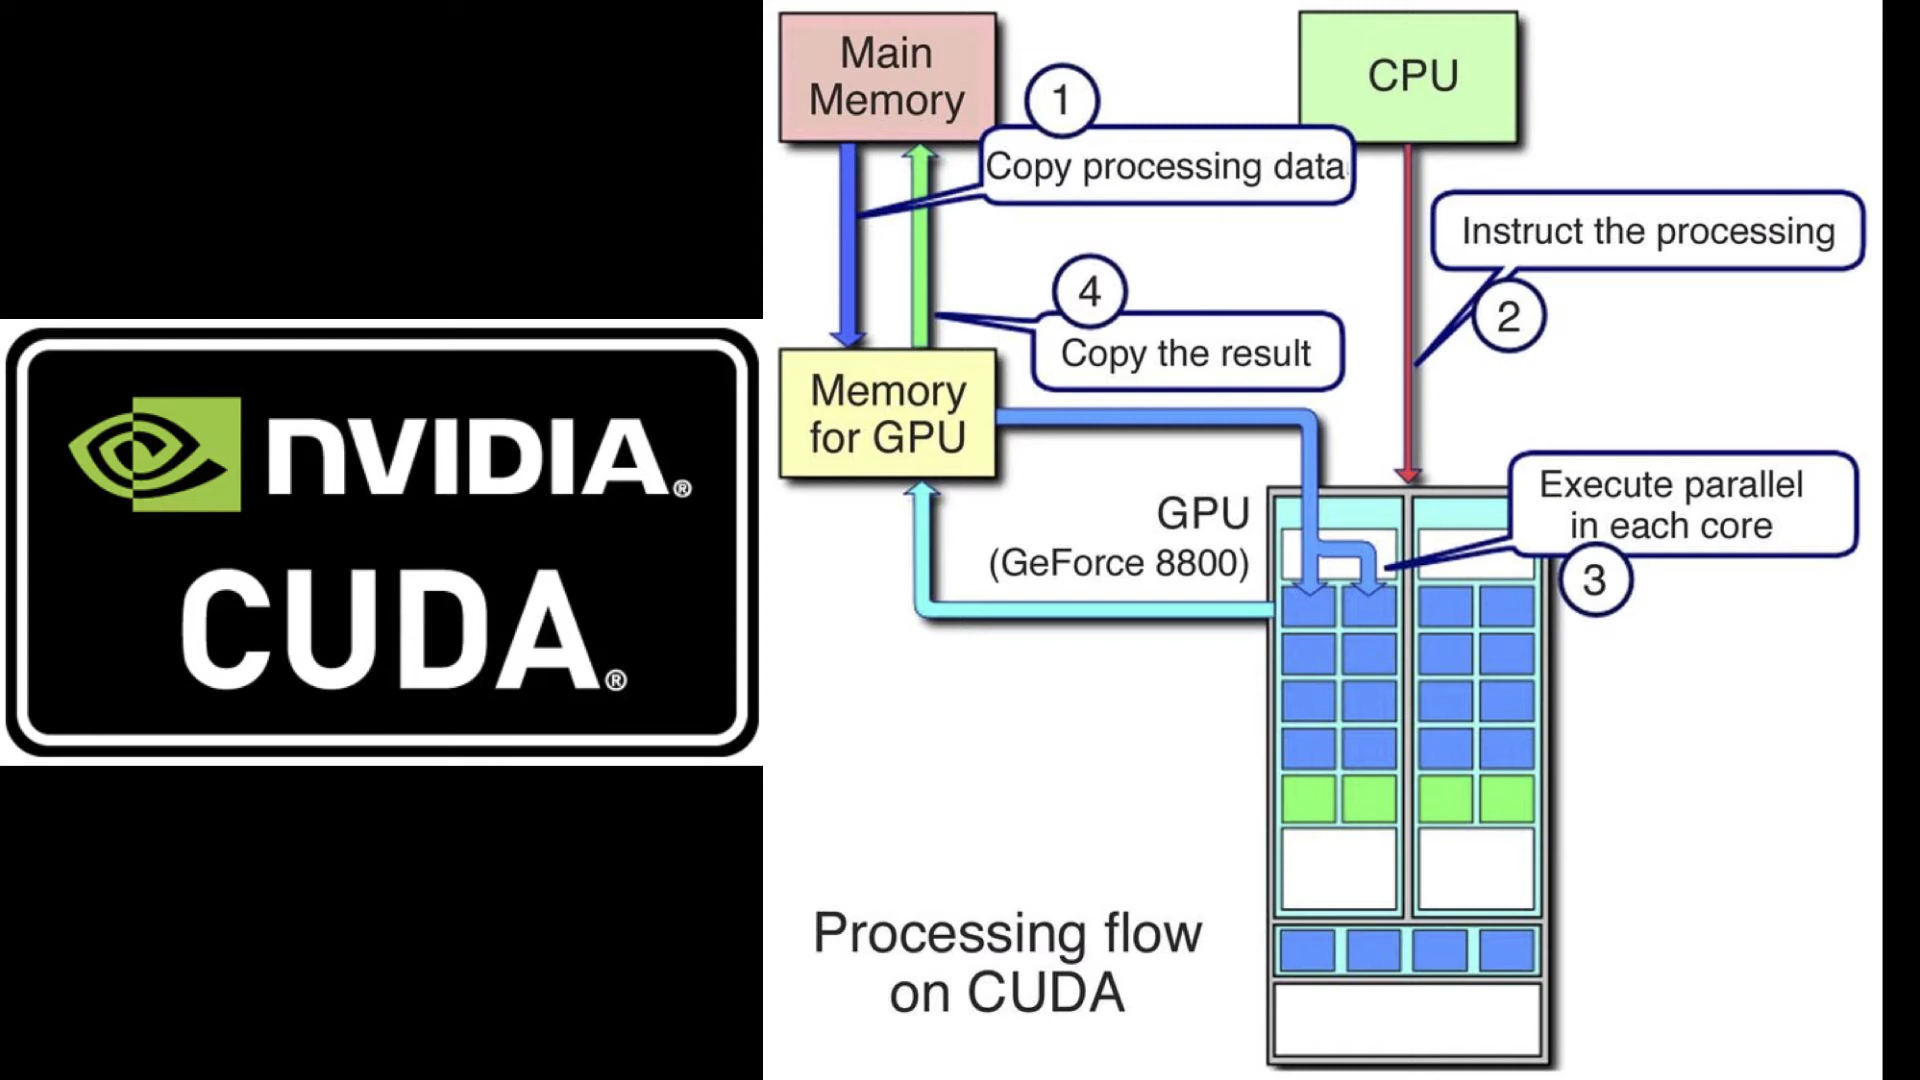 NVIDIA®
CUDA®
Main
Memory
CPU
1
Copy processing data
Instruct the processing
2
4
Copy the result
Memory
for GPU
GPU
(GeForce 8800)
Execute parallel
in each core
3
Processing flow
on CUDA